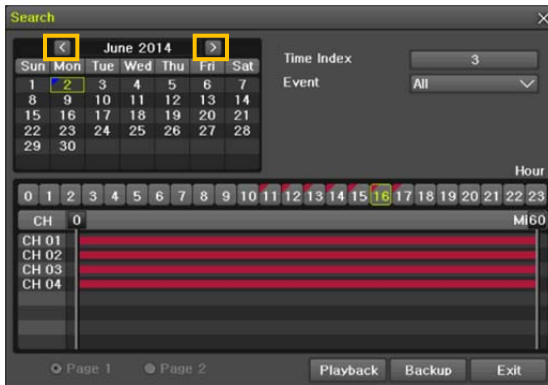 Search X
< June 2014 >
Sun Mon Tue Wed Thu Fri Sat
1 2 3 4 5 6 7
8 9 10 11 12 13 14
15 16 17 18 19 20 21
22 23 24 25 26 27 28
29 30
Time Index 3
Event All
Hour
0 1 2 3 4 5 6 7 8 9 10 11 12 13 14 15 16 17 18 19 20 21 22 23
CH 0 Mi60
CH 01
CH 02
CH 03
CH 04
Page 1 Page 2 Playback Backup Exit